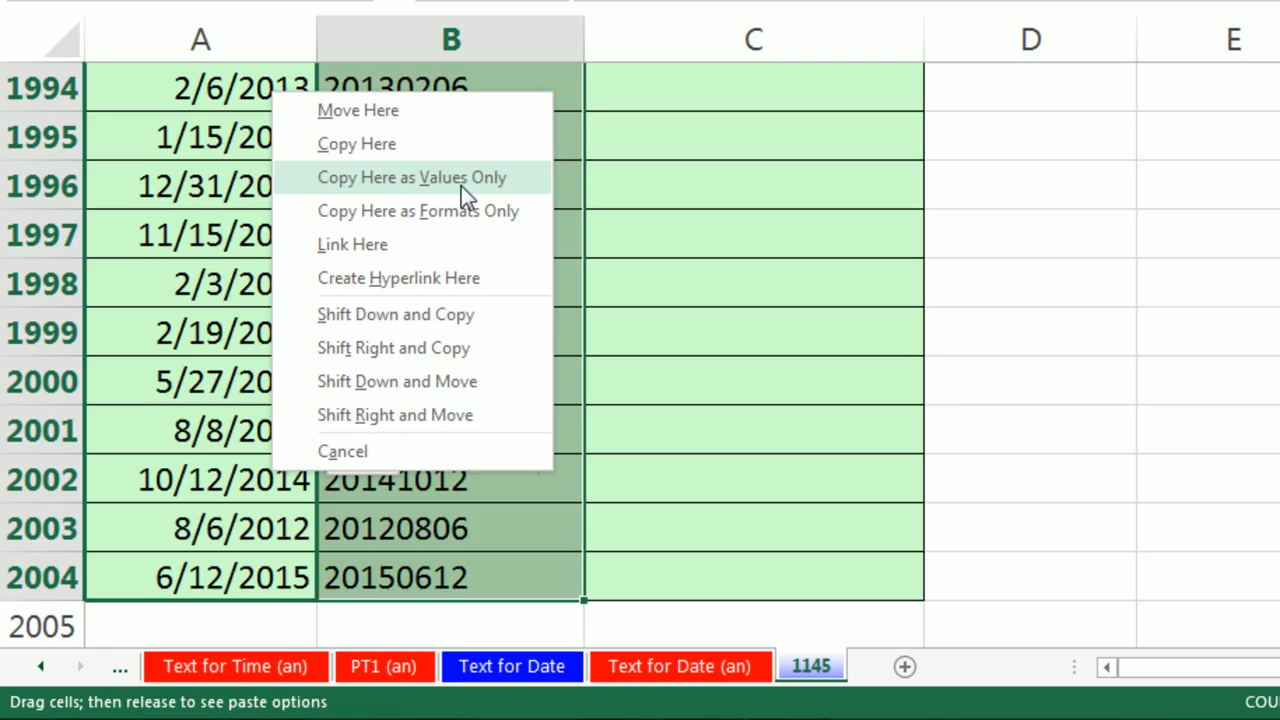 A B C D E
1994 2/6/2013 20130206
Move Here
1995 1/15/20
Copy Here
1996 12/31/20
Copy Here as Values Only
Copy Here as Formats Only
1997 11/15/20
Link Here
1998 2/3/20
Create Hyperlink Here
1999 2/19/20
Shift Down and Copy
Shift Right and Copy
2000 5/27/20
Shift Down and Move
2001 8/8/20
Shift Right and Move
Cancel
2002 10/12/2014 20141012
2003 8/6/2012 20120806
2004 6/12/2015 20150612
2005
... Text for Time (an) PT1 (an) Text for Date Text for Date (an) 1145
Drag cells; then release to see paste options COU